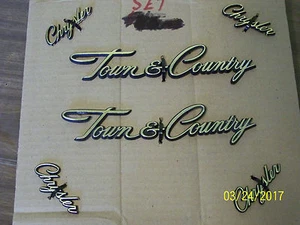 SET
Chrysler
Chrysler
Town & Country
Town & Country
Chrysler
Chrysler
03/24/2017